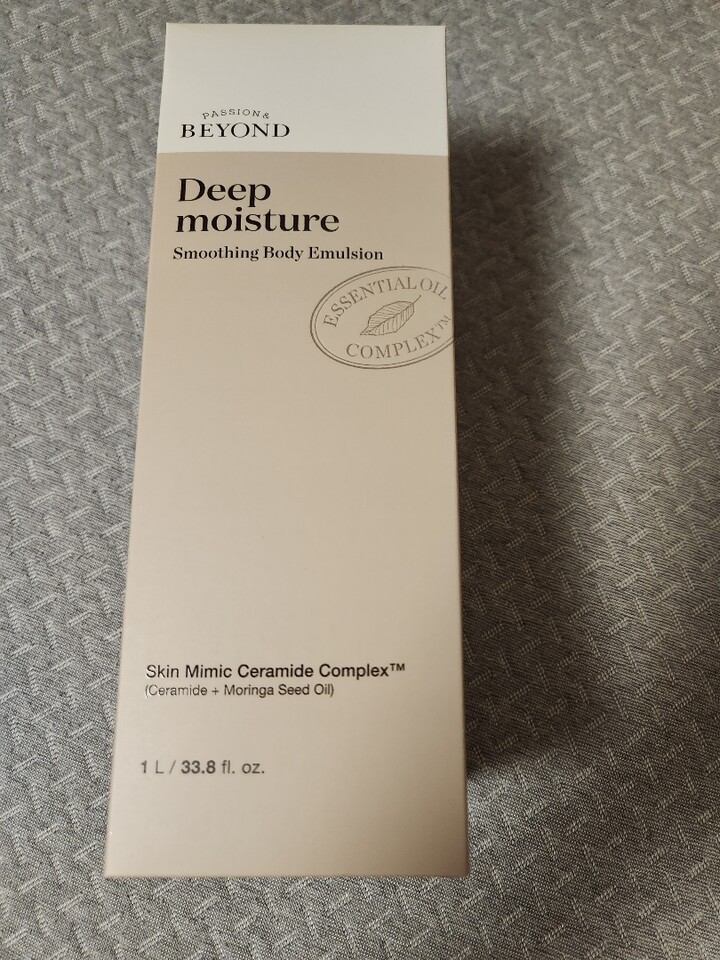 PASSION &
BEYOND
Deep
moisture
Smoothing Body Emulsion
ESSENTIAL OIL
COMPLEX™
Skin Mimic Ceramide Complex™
(Ceramide + Moringa Seed Oil)
1 L / 33.8 fl. oz.